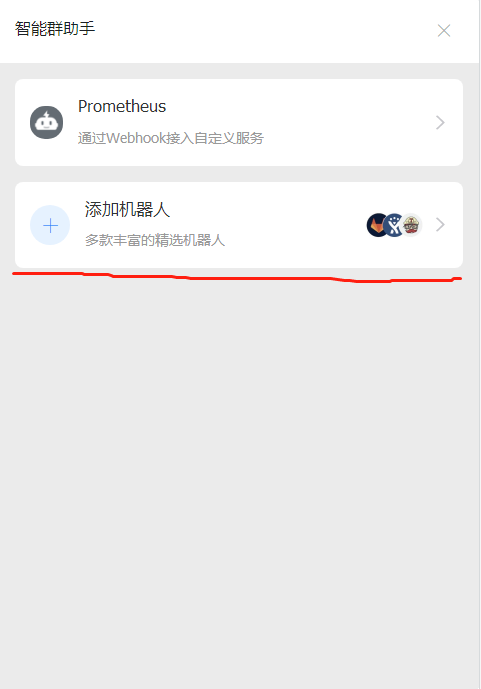 智能群助手
Prometheus
通过Webhook接入自定义服务
添加机器人
多款丰富的精选机器人